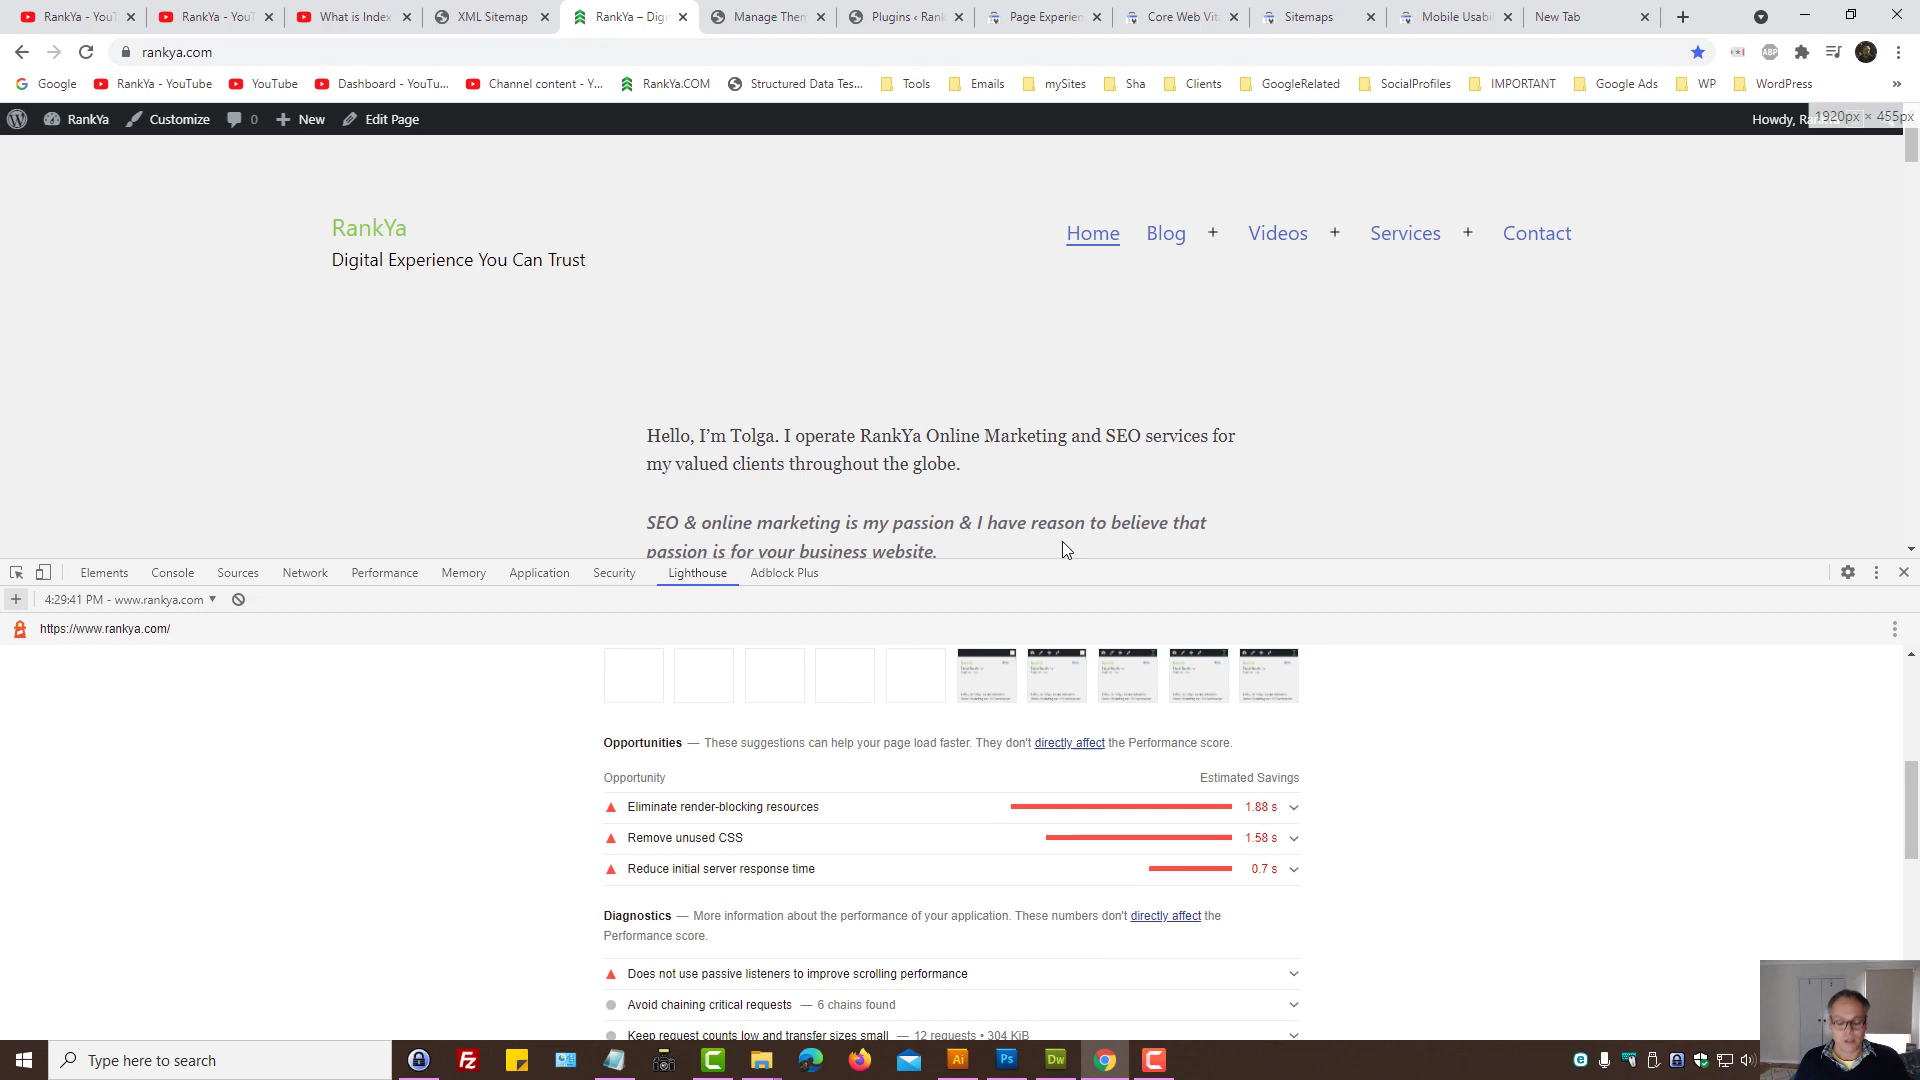 RankYa - YouT
RankYa - YouT
What is Index
XML Sitemap
RankYa – Digi
Manage Them
Plugins ‹ Rank
Page Experien
Core Web Vit
Sitemaps
Mobile Usabil
New Tab
rankya.com
ABP
Google
RankYa - YouTube
YouTube
Dashboard - YouTu...
Channel content - Y...
RankYa.COM
Structured Data Tes...
Tools
Emails
mySites
Sha
Clients
GoogleRelated
SocialProfiles
IMPORTANT
Google Ads
WP
WordPress
»
RankYa
Customize
0
New
Edit Page
Howdy,
1920px × 455px
RankYa
Digital Experience You Can Trust
Home
Blog +
Videos +
Services +
Contact
Hello, I’m Tolga. I operate RankYa Online Marketing and SEO services for
my valued clients throughout the globe.
SEO & online marketing is my passion & I have reason to believe that
passion is for your business website.
Elements
Console
Sources
Network
Performance
Memory
Application
Security
Lighthouse
Adblock Plus
4:29:41 PM - www.rankya.com
https://www.rankya.com/
Opportunities — These suggestions can help your page load faster. They don't directly affect the Performance score.
Opportunity
Estimated Savings
Eliminate render-blocking resources
1.88 s
Remove unused CSS
1.58 s
Reduce initial server response time
0.7 s
Diagnostics — More information about the performance of your application. These numbers don't directly affect the
Performance score.
Does not use passive listeners to improve scrolling performance
Avoid chaining critical requests — 6 chains found
Keep request counts low and transfer sizes small — 12 requests • 304 KiB
Type here to search
Fz
Ai
Ps
Dw